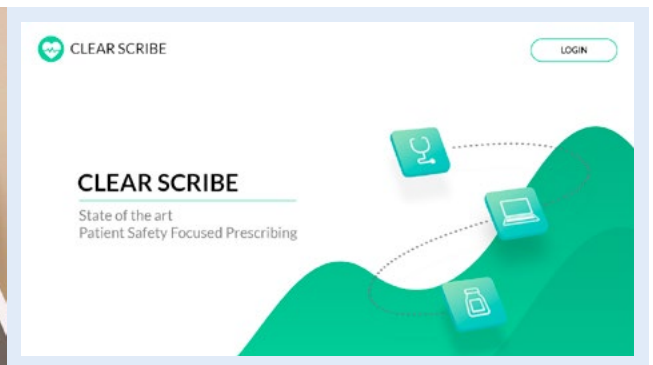 CLEAR SCRIBE
LOGIN
CLEAR SCRIBE
State of the art
Patient Safety Focused Prescribing